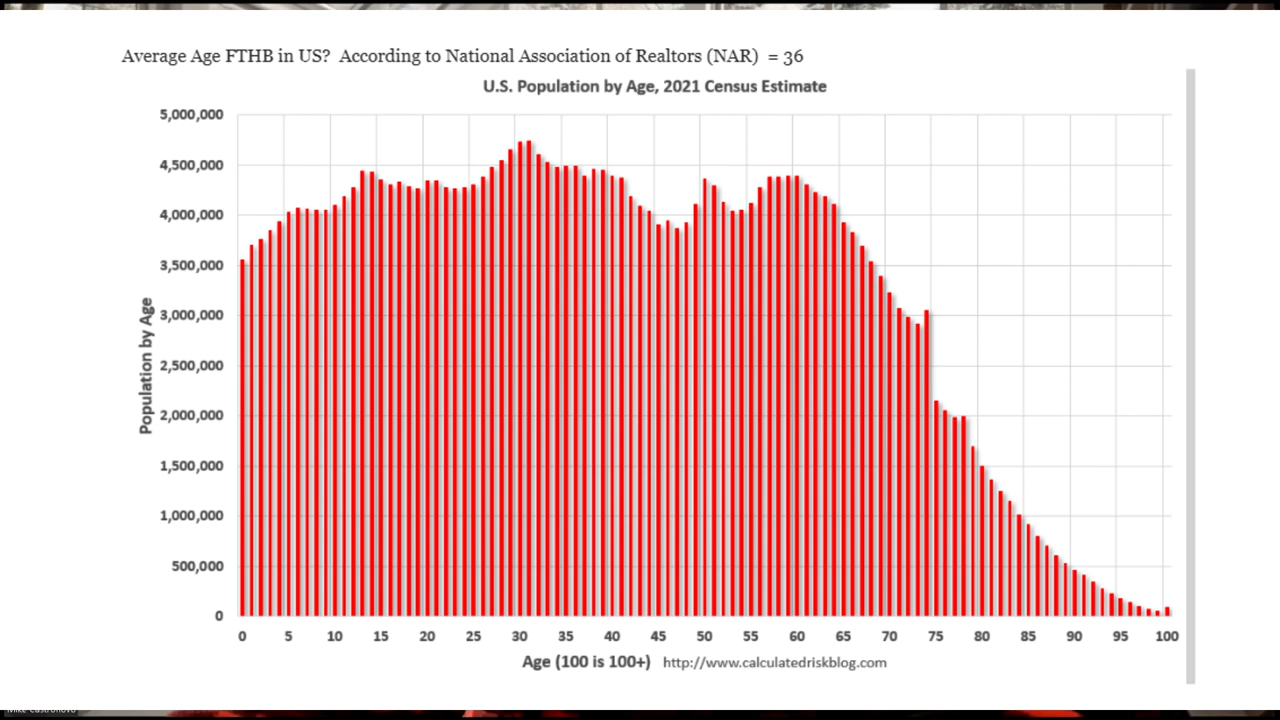 Average Age FTHB in US? According to National Association of Realtors (NAR) = 36
U.S. Population by Age, 2021 Census Estimate
5,000,000
4,500,000
4,000,000
3,500,000
3,000,000
2,500,000
2,000,000
1,500,000
1,000,000
500,000
0
Population by Age
0 5 10 15 20 25 30 35 40 45 50 55 60 65 70 75 80 85 90 95 100
Age (100 is 100+) http://www.calculatedriskblog.com
Mike Castronovo